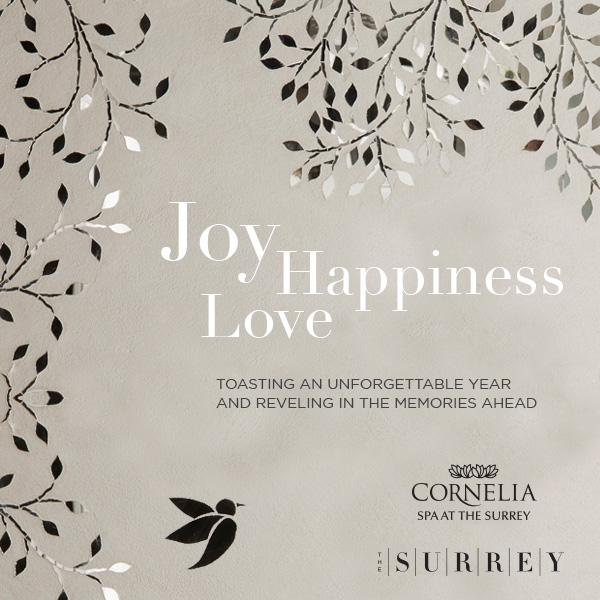 Joy
Happiness
Love
TOASTING AN UNFORGETTABLE YEAR
AND REVELING IN THE MEMORIES AHEAD
CORNELIA
SPA AT THE SURREY
THE SURREY